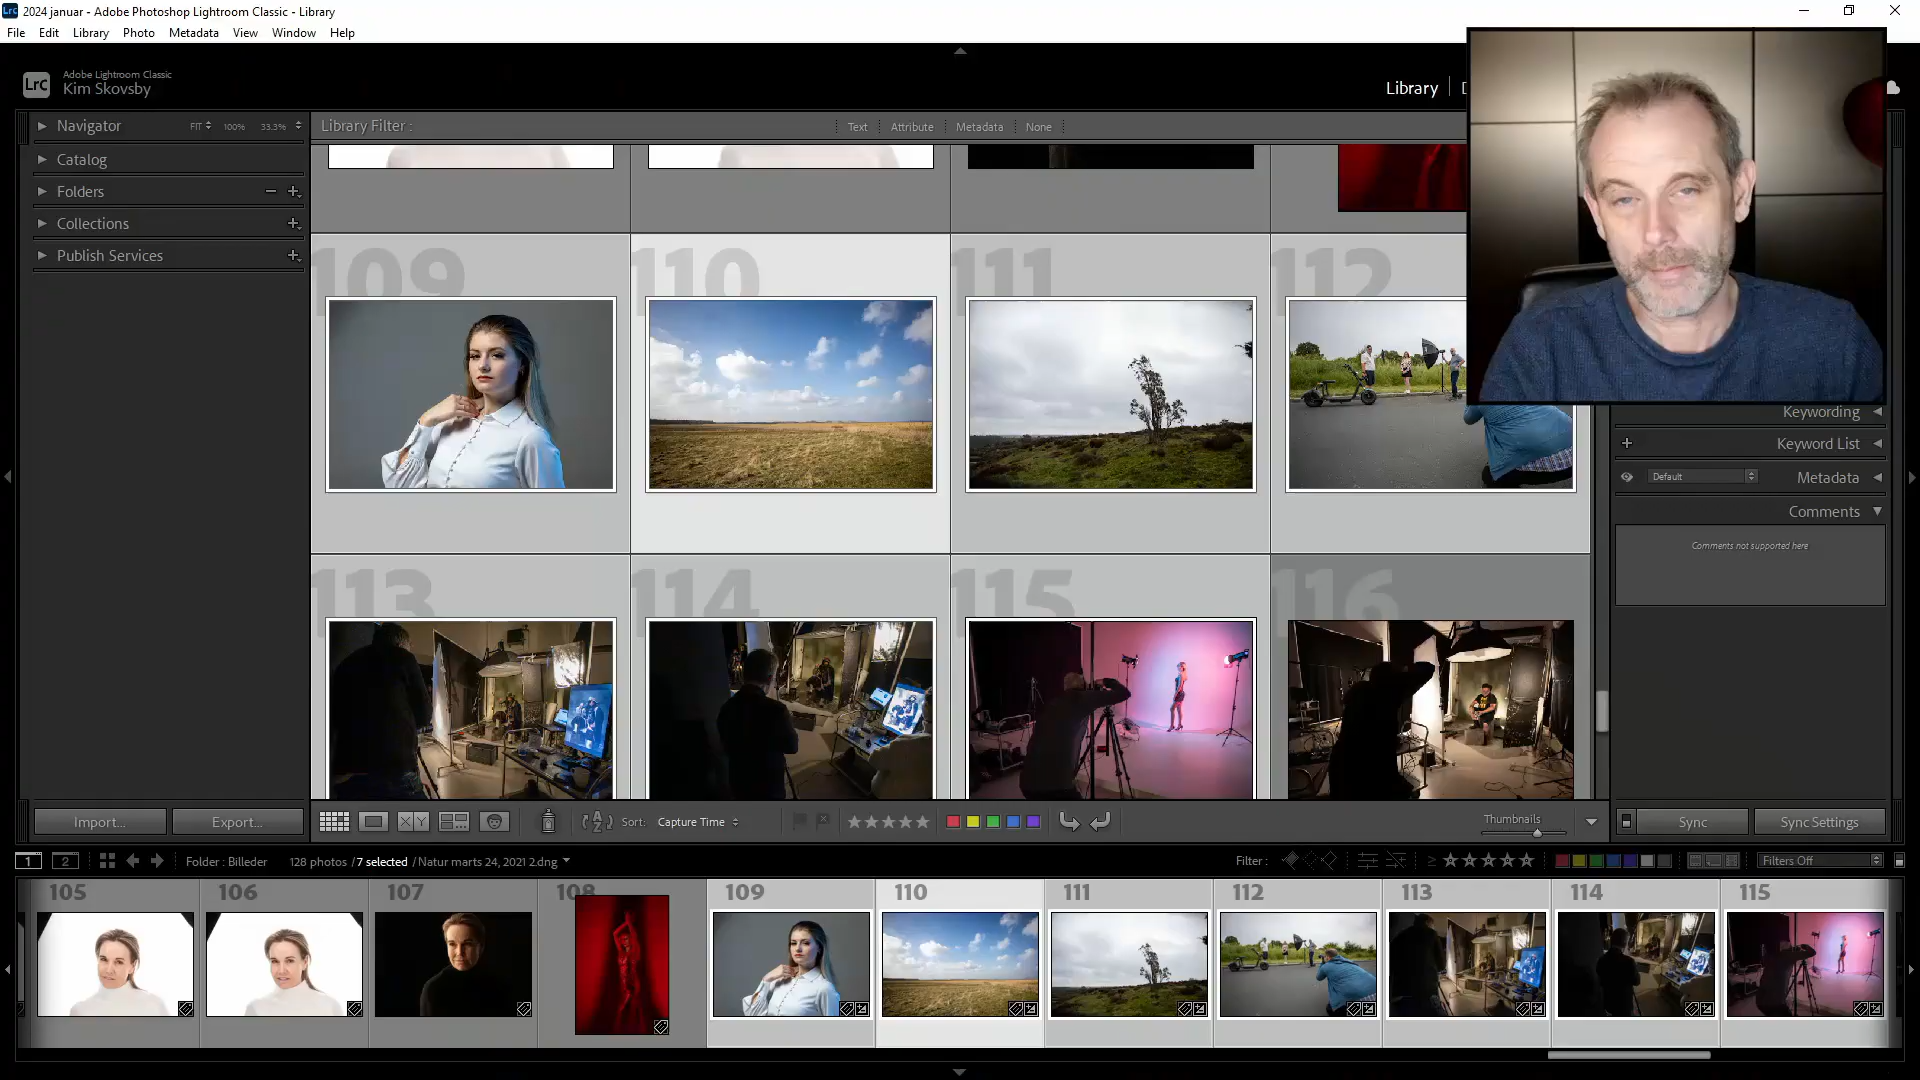 2024 januar - Adobe Photoshop Lightroom Classic - Library
File Edit Library Photo Metadata View Window Help
LrC
Adobe Lightroom Classic
Kim Skovsby
Library
Navigator FIT 100% 33.3%
Library Filter : Text Attribute Metadata None
Catalog
Folders
Collections
Publish Services
109 110 111 112
Keywording
Keyword List
Default Metadata
Comments
Comments not supported here
113 114 115 116
Import... Export...
Sort: Capture Time
Thumbnails
Sync Sync Settings
1 2 Folder : Billeder 128 photos / 7 selected / Natur marts 24, 2021 2.dng
Filter : Filters Off
105 106 107 108 109 110 111 112 113 114 115